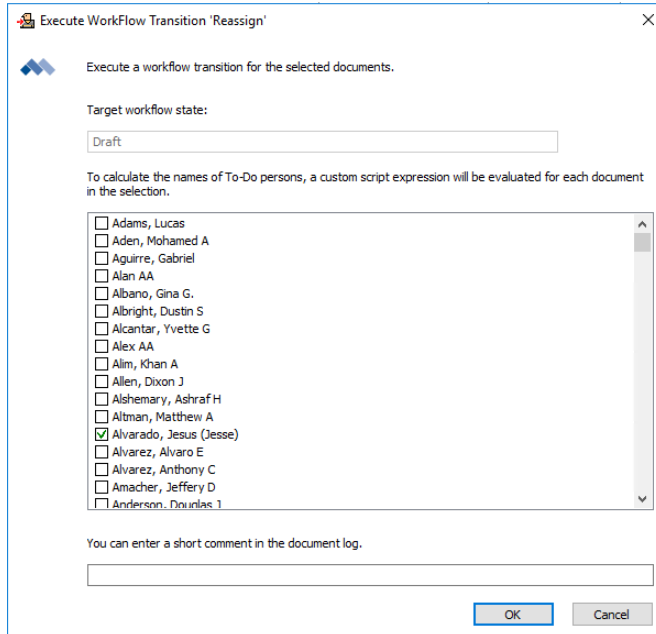 Execute WorkFlow Transition 'Reassign'
Execute a workflow transition for the selected documents.
Target workflow state:
Draft
To calculate the names of To-Do persons, a custom script expression will be evaluated for each document
in the selection.
Adams, Lucas
Aden, Mohamed A
Aguirre, Gabriel
Alan AA
Albano, Gina G.
Albright, Dustin S
Alcantar, Yvette G
Alex AA
Alim, Khan A
Allen, Dixon J
Alshemary, Ashraf H
Altman, Matthew A
Alvarado, Jesus (Jesse)
Alvarez, Alvaro E
Alvarez, Anthony C
Amacher, Jeffery D
Anderson, Douglas
You can enter a short comment in the document log.
OK
Cancel